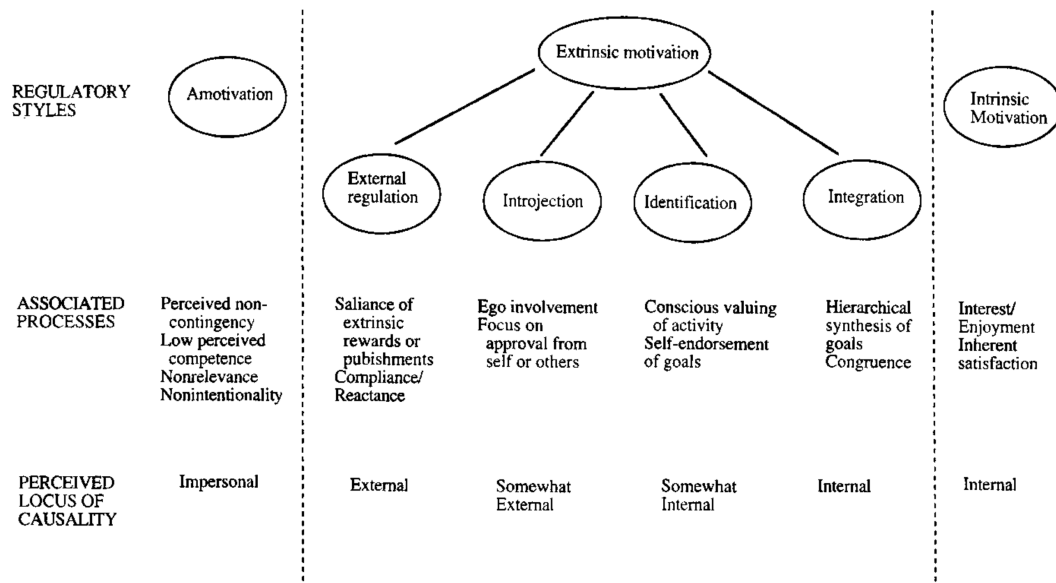 Extrinsic motivation
REGULATORY
STYLES
Amotivation
Intrinsic
Motivation
External
regulation
Introjection
Identification
Integration
ASSOCIATED
PROCESSES
Perceived non-
contingency
Low perceived
competence
Nonrelevance
Nonintentionality
Saliance of
extrinsic
rewards or
pubishments
Compliance/
Reactance
Ego involvement
Focus on
approval from
self or others
Conscious valuing
of activity
Self-endorsement
of goals
Hierarchical
synthesis of
goals
Congruence
Interest/
Enjoyment
Inherent
satisfaction
PERCEIVED
LOCUS OF
CAUSALITY
Impersonal
External
Somewhat
External
Somewhat
Internal
Internal
Internal